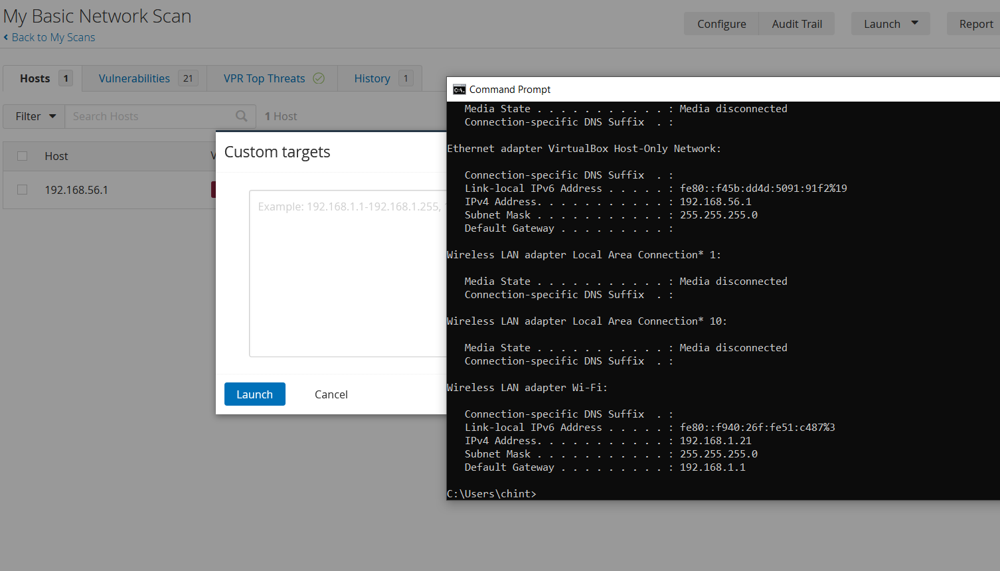 My Basic Network Scan
Back to My Scans
Configure
Audit Trail
Launch
Report
Hosts 1
Vulnerabilities 21
VPR Top Threats
History 1
Filter
Search Hosts
1 Host
Host
192.168.56.1
Custom targets
Example: 192.168.1.1-192.168.1.255,
Launch
Cancel
Command Prompt
Media State . . . . . . . . . . . : Media disconnected
Connection-specific DNS Suffix  . :
Ethernet adapter VirtualBox Host-Only Network:
Connection-specific DNS Suffix  . :
Link-local IPv6 Address . . . . . : fe80::f45b:dd4d:5091:91f2%19
IPv4 Address. . . . . . . . . . . : 192.168.56.1
Subnet Mask . . . . . . . . . . . : 255.255.255.0
Default Gateway . . . . . . . . . :
Wireless LAN adapter Local Area Connection* 1:
Media State . . . . . . . . . . . : Media disconnected
Connection-specific DNS Suffix  . :
Wireless LAN adapter Local Area Connection* 10:
Media State . . . . . . . . . . . : Media disconnected
Connection-specific DNS Suffix  . :
Wireless LAN adapter Wi-Fi:
Connection-specific DNS Suffix  . :
Link-local IPv6 Address . . . . . : fe80::f940:26f:fe51:c487%3
IPv4 Address. . . . . . . . . . . : 192.168.1.21
Subnet Mask . . . . . . . . . . . : 255.255.255.0
Default Gateway . . . . . . . . . : 192.168.1.1
C:\Users\chint>